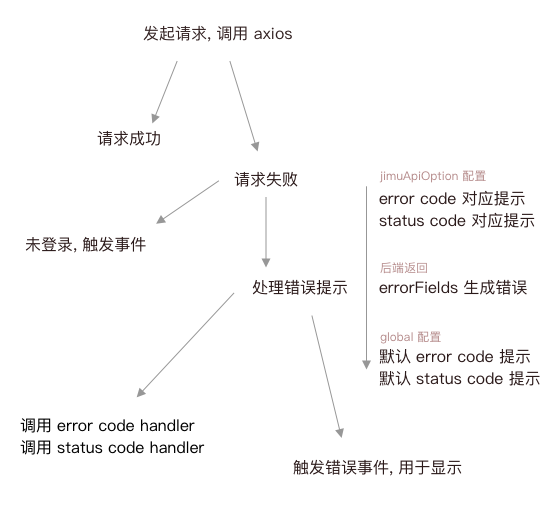 发起请求, 调用 axios
请求成功
请求失败
jimuApiOption 配置
error code 对应提示
status code 对应提示
未登录, 触发事件
后端返回
errorFields 生成错误
处理错误提示
global 配置
默认 error code 提示
默认 status code 提示
调用 error code handler
调用 status code handler
触发错误事件, 用于显示